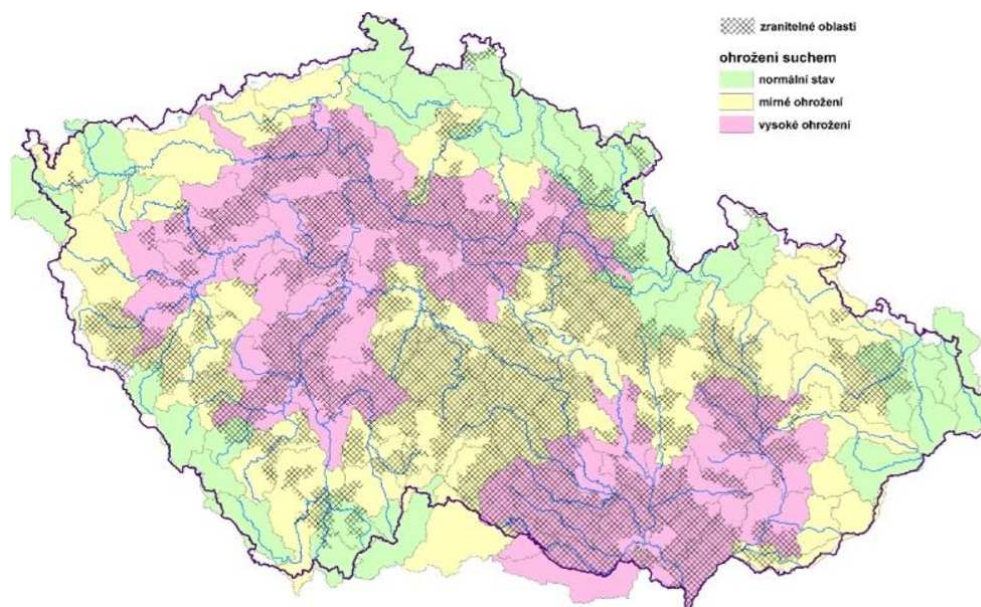 zranitelné oblasti
ohrožení suchem
normální stav
mírné ohrožení
vysoké ohrožení